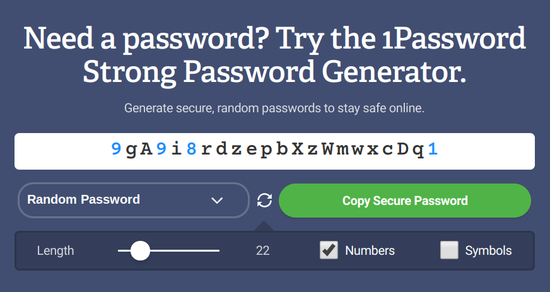 Need a password? Try the 1Password
Strong Password Generator.
Generate secure, random passwords to stay safe online.
9gA9i8rdzepbXzWmwxcDq1
Random Password
Copy Secure Password
Length
22
Numbers
Symbols